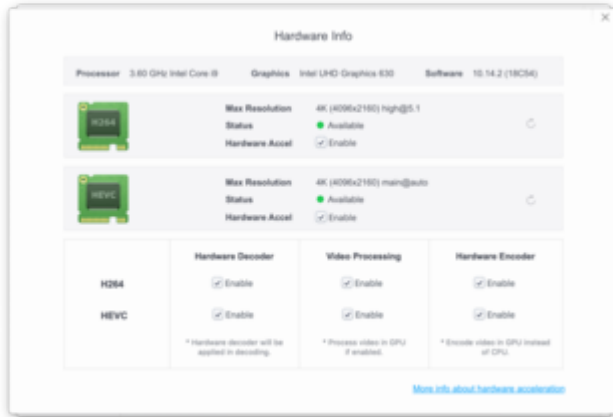 Hardware Info
Processor 3.60 GHz Intel Core i9 Graphics Intel UHD Graphics 630 Software 10.14.2 (18C54)
H264
Max Resolution 4K (4096x2160) high@5.1
Status Available
Hardware Accel Enable
HEVC
Max Resolution 4K (4096x2160) main@auto
Status Available
Hardware Accel Enable
Hardware Decoder Video Processing Hardware Encoder
H264 Enable Enable Enable
HEVC Enable Enable Enable
* Hardware decoder will be * Process video in GPU * Encode video in GPU instead
applied in decoding. if enabled. of CPU.
More info about hardware acceleration